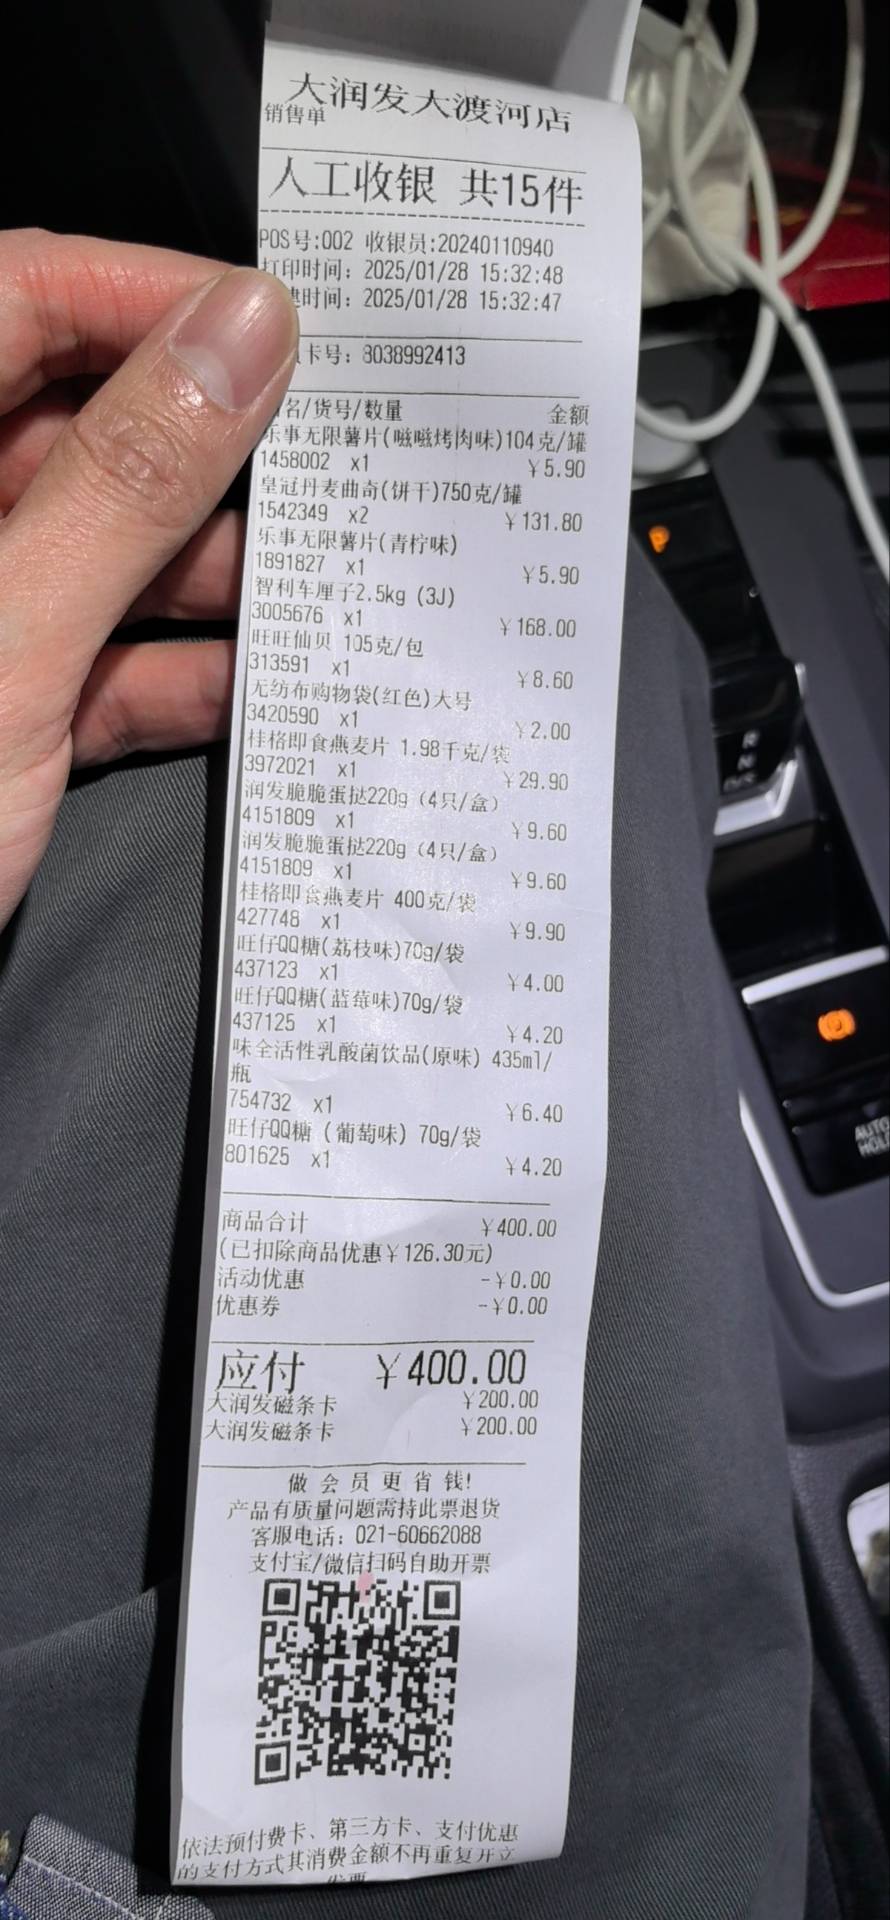 大润发大渡河店
销售单
人工收银 共15件
POS号:002 收银员:20240110940
打印时间: 2025/01/28 15:32:48
建时间: 2025/01/28 15:32:47
卡号: 8038992413
名/货号/数量 金额
乐事无限薯片(嗞嗞烤肉味)104克/罐
1458002 x1 ¥5.90
皇冠丹麦曲奇(饼干)750克/罐
1542349 x2 ¥131.80
乐事无限薯片(青柠味)
1891827 x1 ¥5.90
智利车厘子2.5kg (3J)
3005676 x1 ¥168.00
旺旺仙贝 105克/包
313591 x1 ¥8.60
无纺布购物袋(红色)大号
3420590 x1 ¥2.00
桂格即食燕麦片 1.98千克/袋
3972021 x1 ¥29.90
润发脆脆蛋挞220g（4只/盒）
4151809 x1 ¥9.60
润发脆脆蛋挞220g（4只/盒）
4151809 x1 ¥9.60
桂格即食燕麦片 400克/袋
427748 x1 ¥9.90
旺仔QQ糖(荔枝味)70g/袋
437123 x1 ¥4.00
旺仔QQ糖(蓝莓味)70g/袋
437125 x1 ¥4.20
味全活性乳酸菌饮品(原味) 435ml/
瓶
754732 x1 ¥6.40
旺仔QQ糖（葡萄味）70g/袋
801625 x1 ¥4.20
商品合计 ¥400.00
(已扣除商品优惠¥126.30元)
活动优惠 -¥0.00
优惠券 -¥0.00
应付 ¥400.00
大润发磁条卡 ¥200.00
大润发磁条卡 ¥200.00
做会员更省钱!
产品有质量问题需持此票退货
客服电话: 021-60662088
支付宝/微信扫码自助开票
依法预付费卡、第三方卡、支付优惠
的支付方式其消费金额不再重复开立
发票
P
R
N
AUTO
HOLD